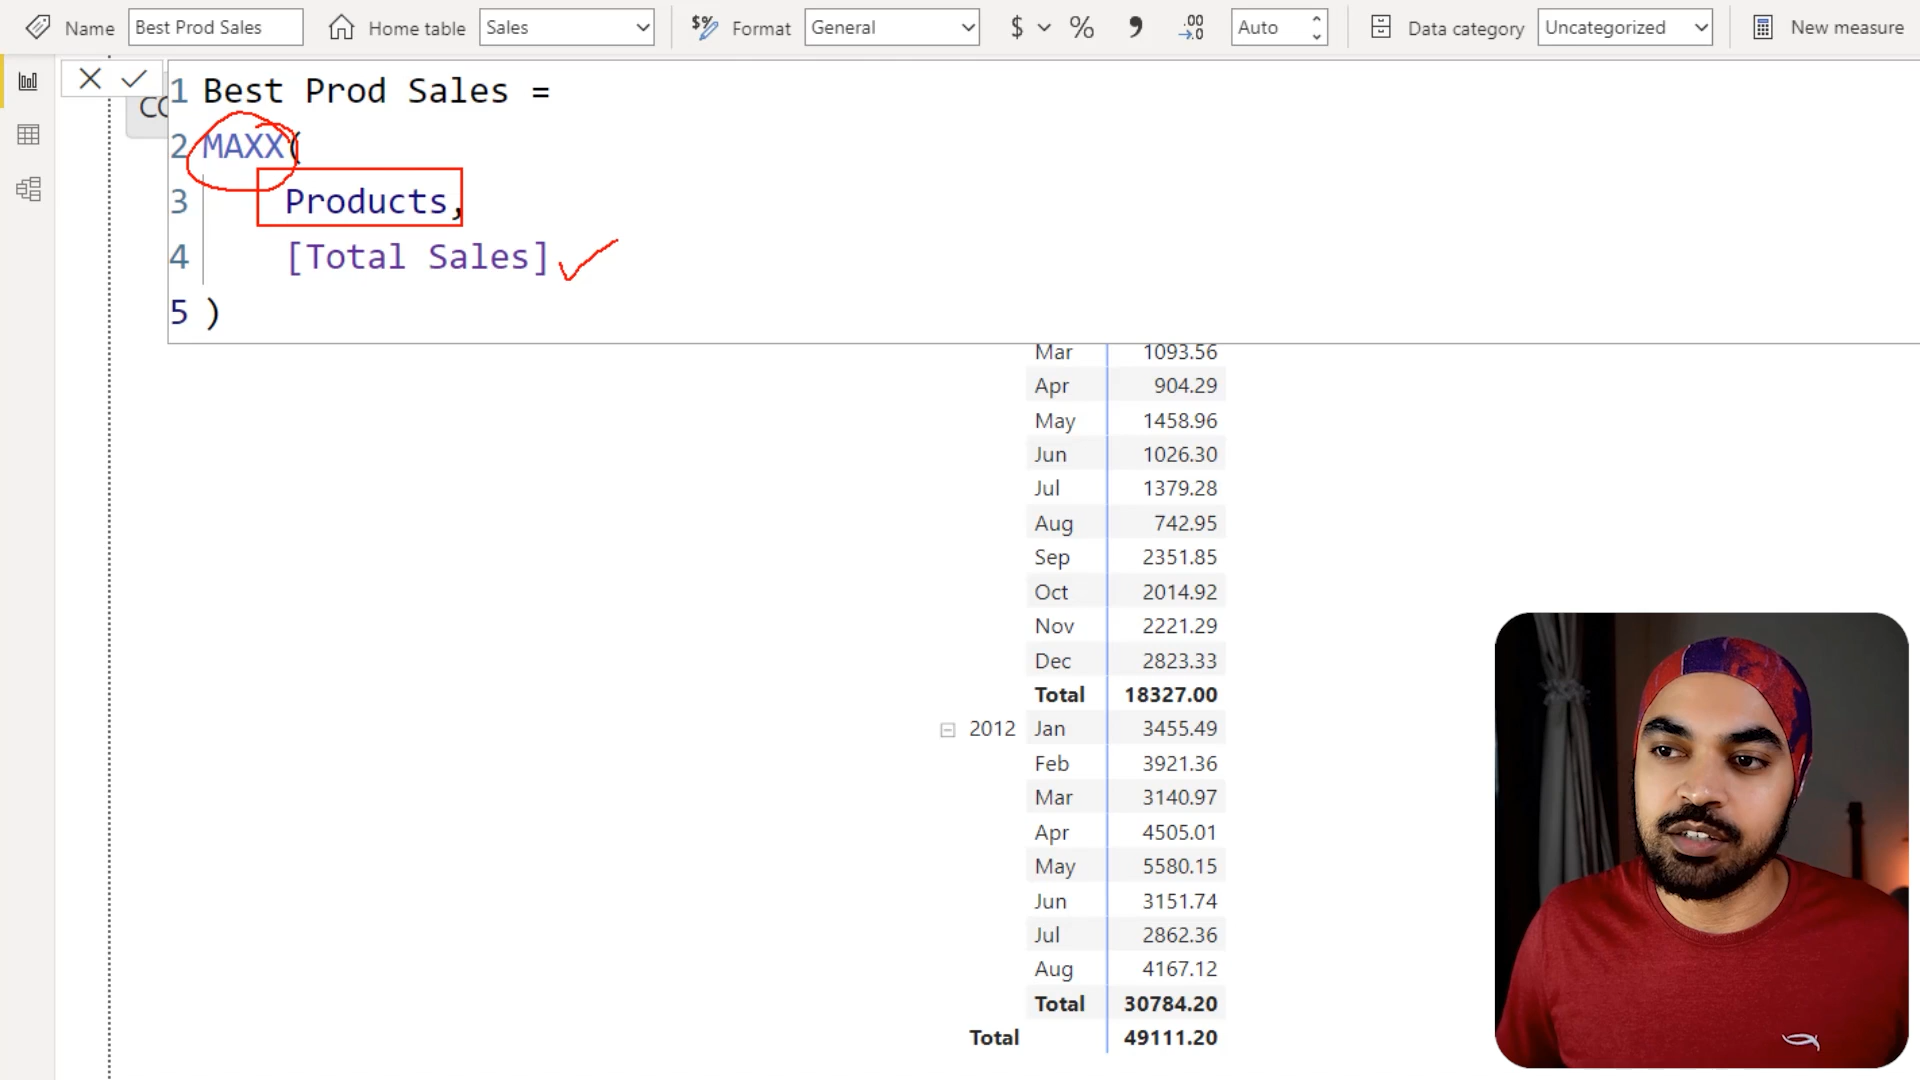 Name Best Prod Sales Home table Sales Format General $ % , .00 →.0 Auto Data category Uncategorized New measure
1 Best Prod Sales =
2 MAXX(
3 Products,
4 [Total Sales]
5 )
Mar 1093.56
Apr 904.29
May 1458.96
Jun 1026.30
Jul 1379.28
Aug 742.95
Sep 2351.85
Oct 2014.92
Nov 2221.29
Dec 2823.33
Total 18327.00
2012 Jan 3455.49
Feb 3921.36
Mar 3140.97
Apr 4505.01
May 5580.15
Jun 3151.74
Jul 2862.36
Aug 4167.12
Total 30784.20
Total 49111.20